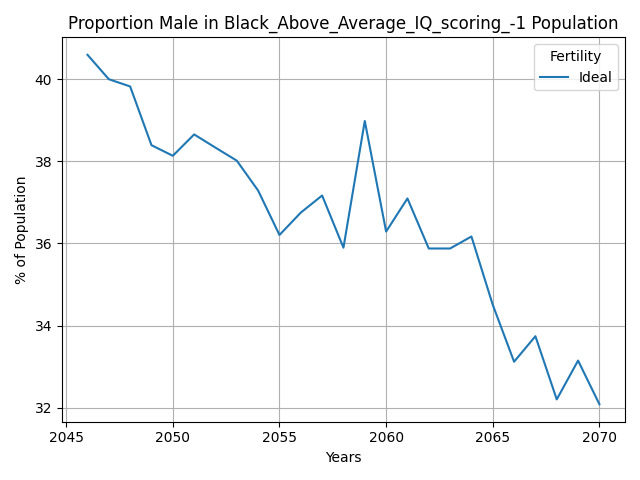 Proportion Male in Black_Above_Average_IQ_scoring_-1 Population
Fertility
Ideal
% of Population
40
38
36
34
32
2045 2050 2055 2060 2065 2070
Years